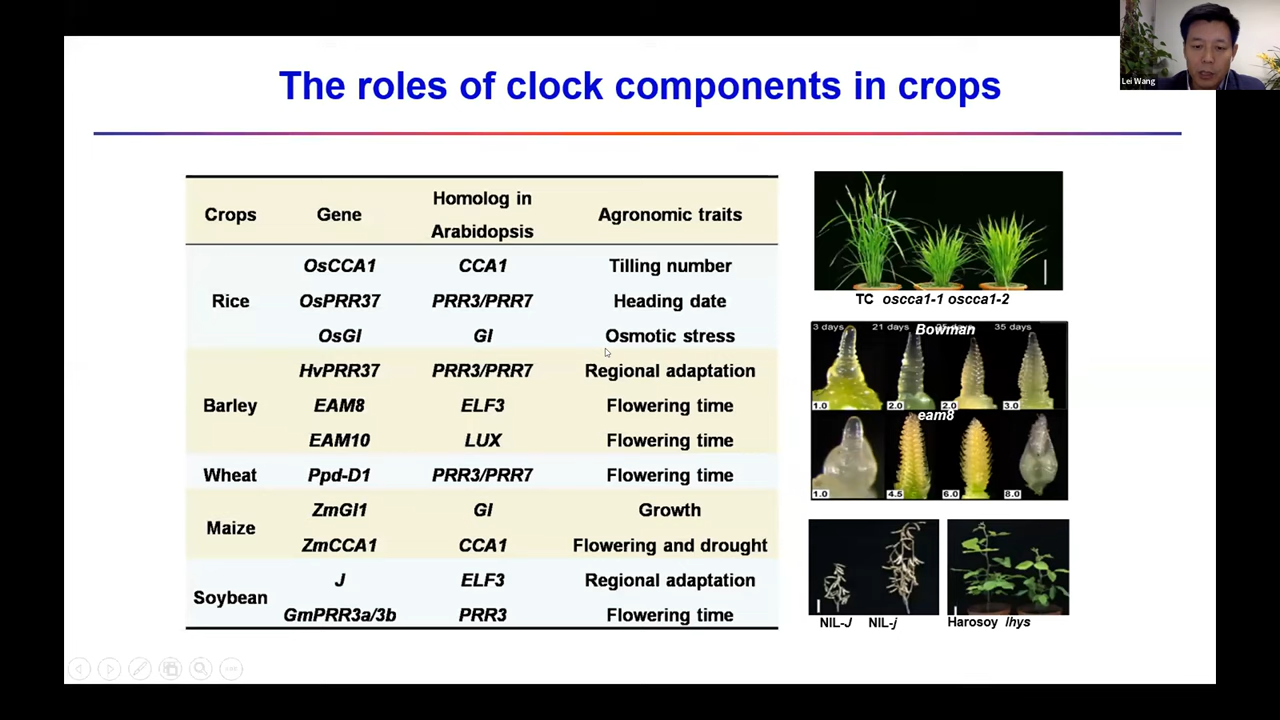 Lei Wang
The roles of clock components in crops
Crops Gene Homolog in Arabidopsis Agronomic traits
Rice
OsCCA1 CCA1 Tilling number
OsPRR37 PRR3/PRR7 Heading date
OsGI GI Osmotic stress
Barley
HvPRR37 PRR3/PRR7 Regional adaptation
EAM8 ELF3 Flowering time
EAM10 LUX Flowering time
Wheat Ppd-D1 PRR3/PRR7 Flowering time
Maize
ZmGI1 GI Growth
ZmCCA1 CCA1 Flowering and drought
Soybean
J ELF3 Regional adaptation
GmPRR3a/3b PRR3 Flowering time
TC oscca1-1 oscca1-2
3 days 21 days 35 days
Bowman
1.0 2.0 2.0 3.0
eam8
1.0 4.5 6.0 8.0
NIL-J NIL-j Harosoy lhys